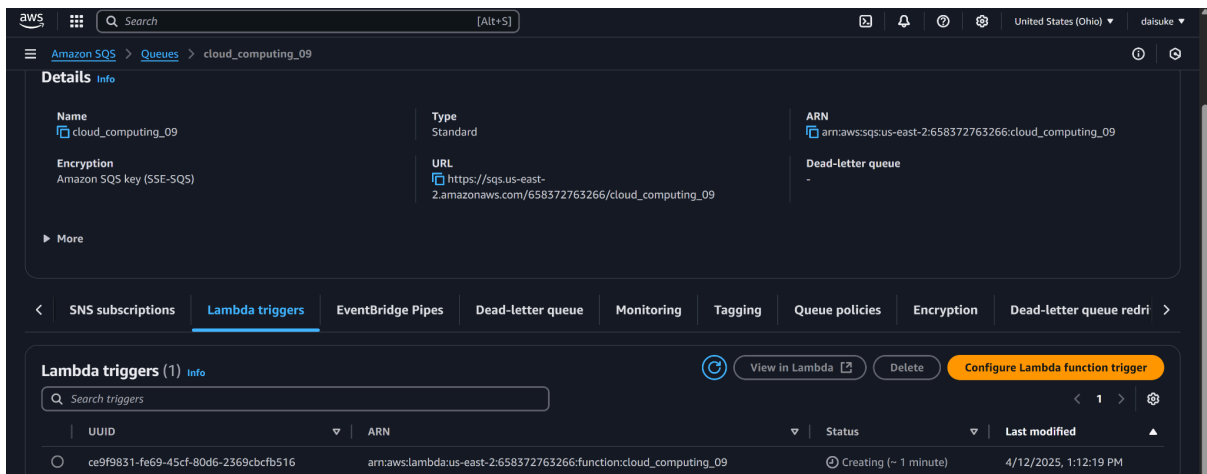 aws Search [Alt+S] United States (Ohio) daisuke
Amazon SQS > Queues > cloud_computing_09
Details Info
Name Type ARN
cloud_computing_09 Standard arn:aws:sqs:us-east-2:658372763266:cloud_computing_09
Encryption URL Dead-letter queue
Amazon SQS key (SSE-SQS) https://sqs.us-east- -
2.amazonaws.com/658372763266/cloud_computing_09
More
SNS subscriptions Lambda triggers EventBridge Pipes Dead-letter queue Monitoring Tagging Queue policies Encryption Dead-letter queue redri
Lambda triggers (1) Info View in Lambda Delete Configure Lambda function trigger
Search triggers 1
UUID ARN Status Last modified
ce9f9831-fe69-45cf-80d6-2369cbcfb516 arn:aws:lambda:us-east-2:658372763266:function:cloud_computing_09 Creating (~ 1 minute) 4/12/2025, 1:12:19 PM